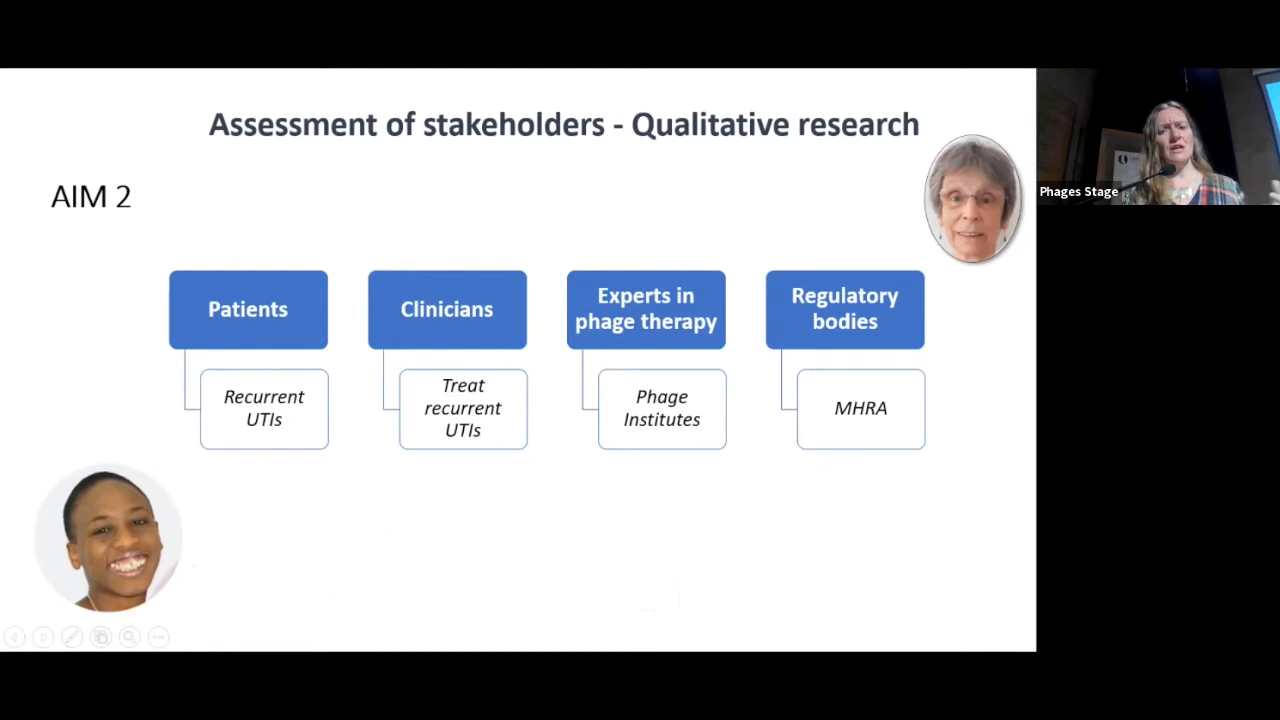 Assessment of stakeholders - Qualitative research
AIM 2
Patients
Clinicians
Experts in
phage therapy
Regulatory
bodies
Recurrent
UTIs
Treat
recurrent
UTIs
Phage
Institutes
MHRA
Phages Stage